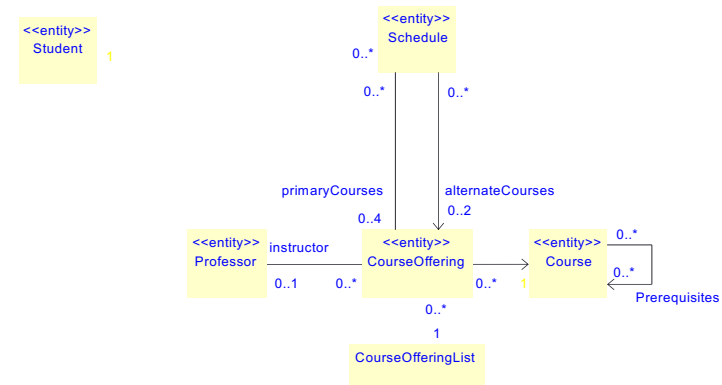 <<entity>>
Student
1
<<entity>>
Schedule
0..*
0..*
0..*
primaryCourses
alternateCourses
0..4
0..2
<<entity>>
Professor
instructor
0..1
0..*
<<entity>>
CourseOffering
0..*
1
<<entity>>
Course
0..*
0..*
Prerequisites
0..*
1
CourseOfferingList